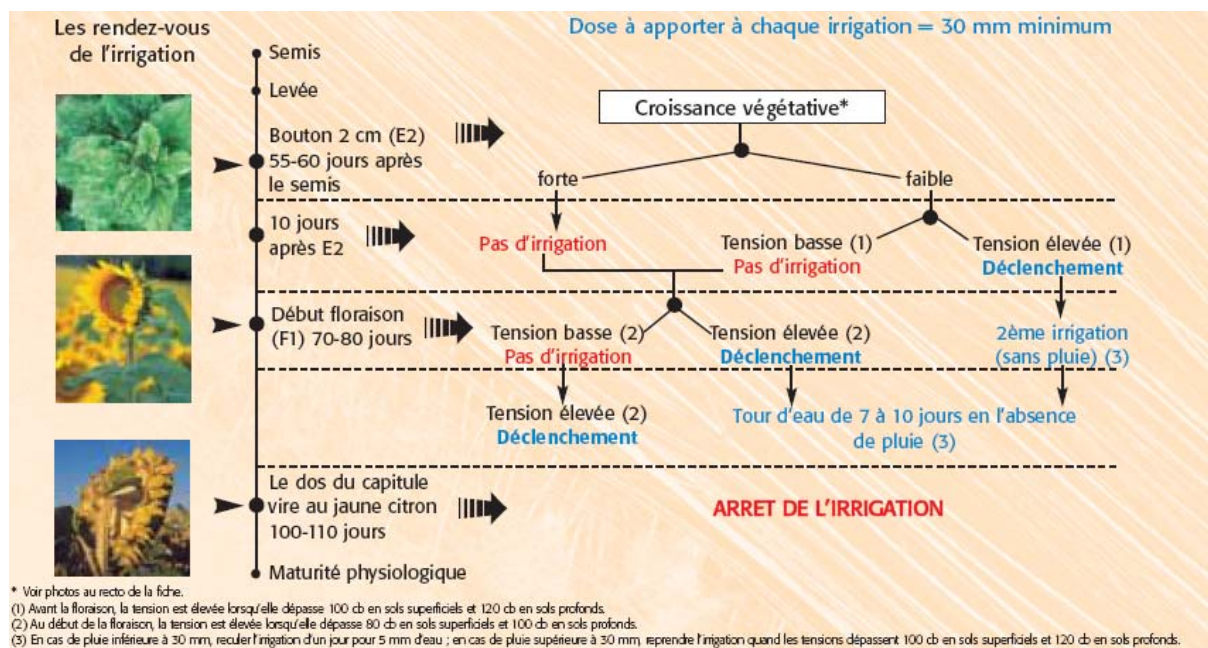 Les rendez-vous
de l'irrigation
Dose à apporter à chaque irrigation = 30 mm minimum
Semis
Levée
Croissance végétative*
Bouton 2 cm (E2)
55-60 jours après
le semis
forte
faible
10 jours
après E2
Pas d'irrigation
Tension basse (1)
Pas d'irrigation
Tension élevée (1)
Déclenchement
Début floraison
(F1) 70-80 jours
Tension basse (2)
Pas d'irrigation
Tension élevée (2)
Déclenchement
2ème irrigation
(sans pluie) (3)
Tension élevée (2)
Déclenchement
Tour d'eau de 7 à 10 jours en l'absence
de pluie (3)
Le dos du capitule
vire au jaune citron
100-110 jours
ARRET DE L'IRRIGATION
Maturité physiologique
* Voir photos au recto de la fiche.
(1) Avant la floraison, la tension est élevée lorsqu'elle dépasse 100 cb en sols superficiels et 120 cb en sols profonds.
(2) Au début de la floraison, la tension est élevée lorsqu'elle dépasse 80 cb en sols superficiels et 100 cb en sols profonds.
(3) En cas de pluie inférieure à 30 mm, reculer l'irrigation d'un jour pour 5 mm d'eau ; en cas de pluie supérieure à 30 mm, reprendre l'irrigation quand les tensions dépassent 100 cb en sols superficiels et 120 cb en sols profonds.